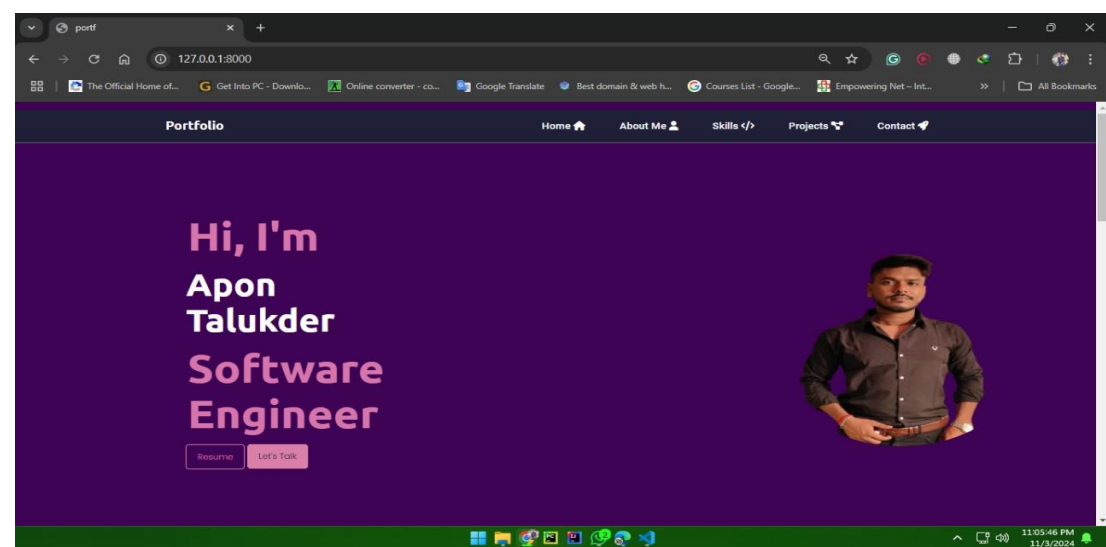 portf
127.0.0.1:8000
The Official Home of... Get Into PC - Downlo... Online converter - co... Google Translate Best domain & web h... Courses List - Google... Empowering Net – Int... All Bookmarks
Portfolio Home About Me Skills Projects Contact
Hi, I'm
Apon
Talukder
Software
Engineer
Resume Let's Talk
11:05:46 PM
11/3/2024